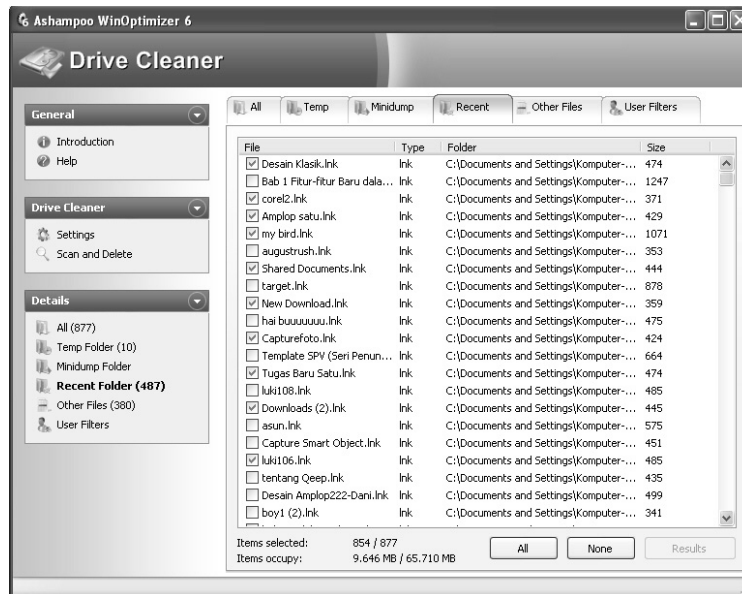 Ashampoo WinOptimizer 6
Drive Cleaner
General
Introduction
Help
Drive Cleaner
Settings
Scan and Delete
Details
All (877)
Temp Folder (10)
Minidump Folder
Recent Folder (487)
Other Files (380)
User Filters
All Temp Minidump Recent Other Files User Filters
File Type Folder Size
Desain Klasik.lnk lnk C:\Documents and Settings\Komputer-... 474
Bab 1 Fitur-fitur Baru dala... lnk C:\Documents and Settings\Komputer-... 1247
corel2.lnk lnk C:\Documents and Settings\Komputer-... 371
Amplop satu.lnk lnk C:\Documents and Settings\Komputer-... 429
my bird.lnk lnk C:\Documents and Settings\Komputer-... 1071
augustrush.lnk lnk C:\Documents and Settings\Komputer-... 353
Shared Documents.lnk lnk C:\Documents and Settings\Komputer-... 444
target.lnk lnk C:\Documents and Settings\Komputer-... 878
New Download.lnk lnk C:\Documents and Settings\Komputer-... 359
hai buuuuuuu.lnk lnk C:\Documents and Settings\Komputer-... 475
Capturefoto.lnk lnk C:\Documents and Settings\Komputer-... 424
Template SPV (Seri Penun... lnk C:\Documents and Settings\Komputer-... 664
Tugas Baru Satu.lnk lnk C:\Documents and Settings\Komputer-... 474
luki108.lnk lnk C:\Documents and Settings\Komputer-... 485
Downloads (2).lnk lnk C:\Documents and Settings\Komputer-... 445
asun.lnk lnk C:\Documents and Settings\Komputer-... 575
Capture Smart Object.lnk lnk C:\Documents and Settings\Komputer-... 451
luki106.lnk lnk C:\Documents and Settings\Komputer-... 485
tentang Qeep.lnk lnk C:\Documents and Settings\Komputer-... 435
Desain Amplop222-Dani.lnk lnk C:\Documents and Settings\Komputer-... 499
boy1 (2).lnk lnk C:\Documents and Settings\Komputer-... 341
Items selected: 854 / 877
Items occupy: 9.646 MB / 65.710 MB
All None Results